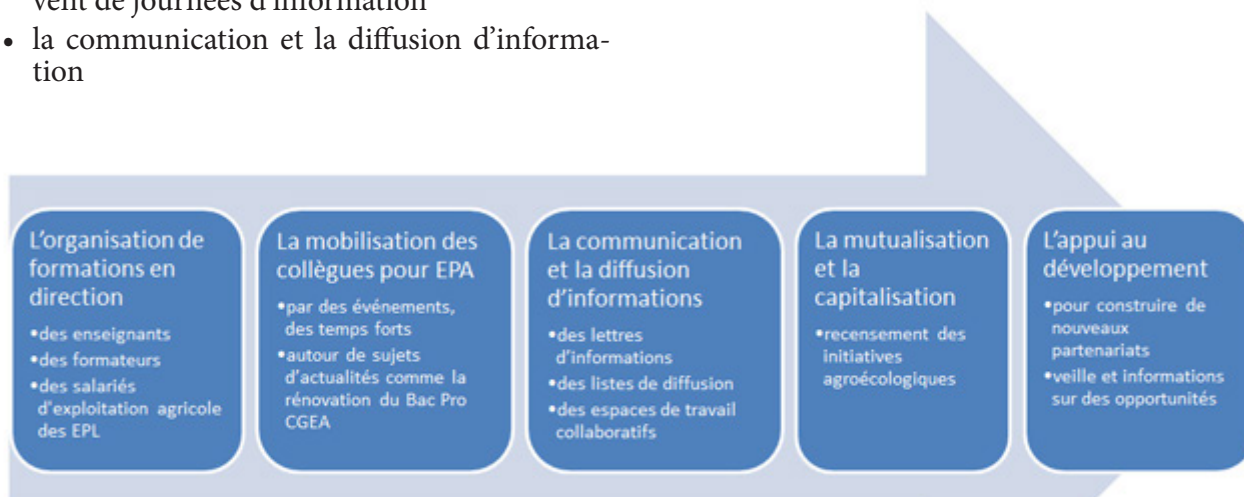 vent de journées d'information
• la communication et la diffusion d'informa-
tion
L'organisation de
formations en
direction
•des enseignants
•des formateurs
•des salariés
d'exploitation agricole
des EPL
La mobilisation des
collègues pour EPA
•par des événements,
des temps forts
•autour de sujets
d'actualités comme la
rénovation du Bac Pro
CGEA
La communication
et la diffusion
d'informations
•des lettres
d'informations
•des listes de diffusion
•des espaces de travail
collaboratifs
La mutualisation
et la
capitalisation
•recensement des
initiatives
agroécologiques
L'appui au
développement
•pour construire de
nouveaux
partenariats
•veille et informations
sur des opportunités